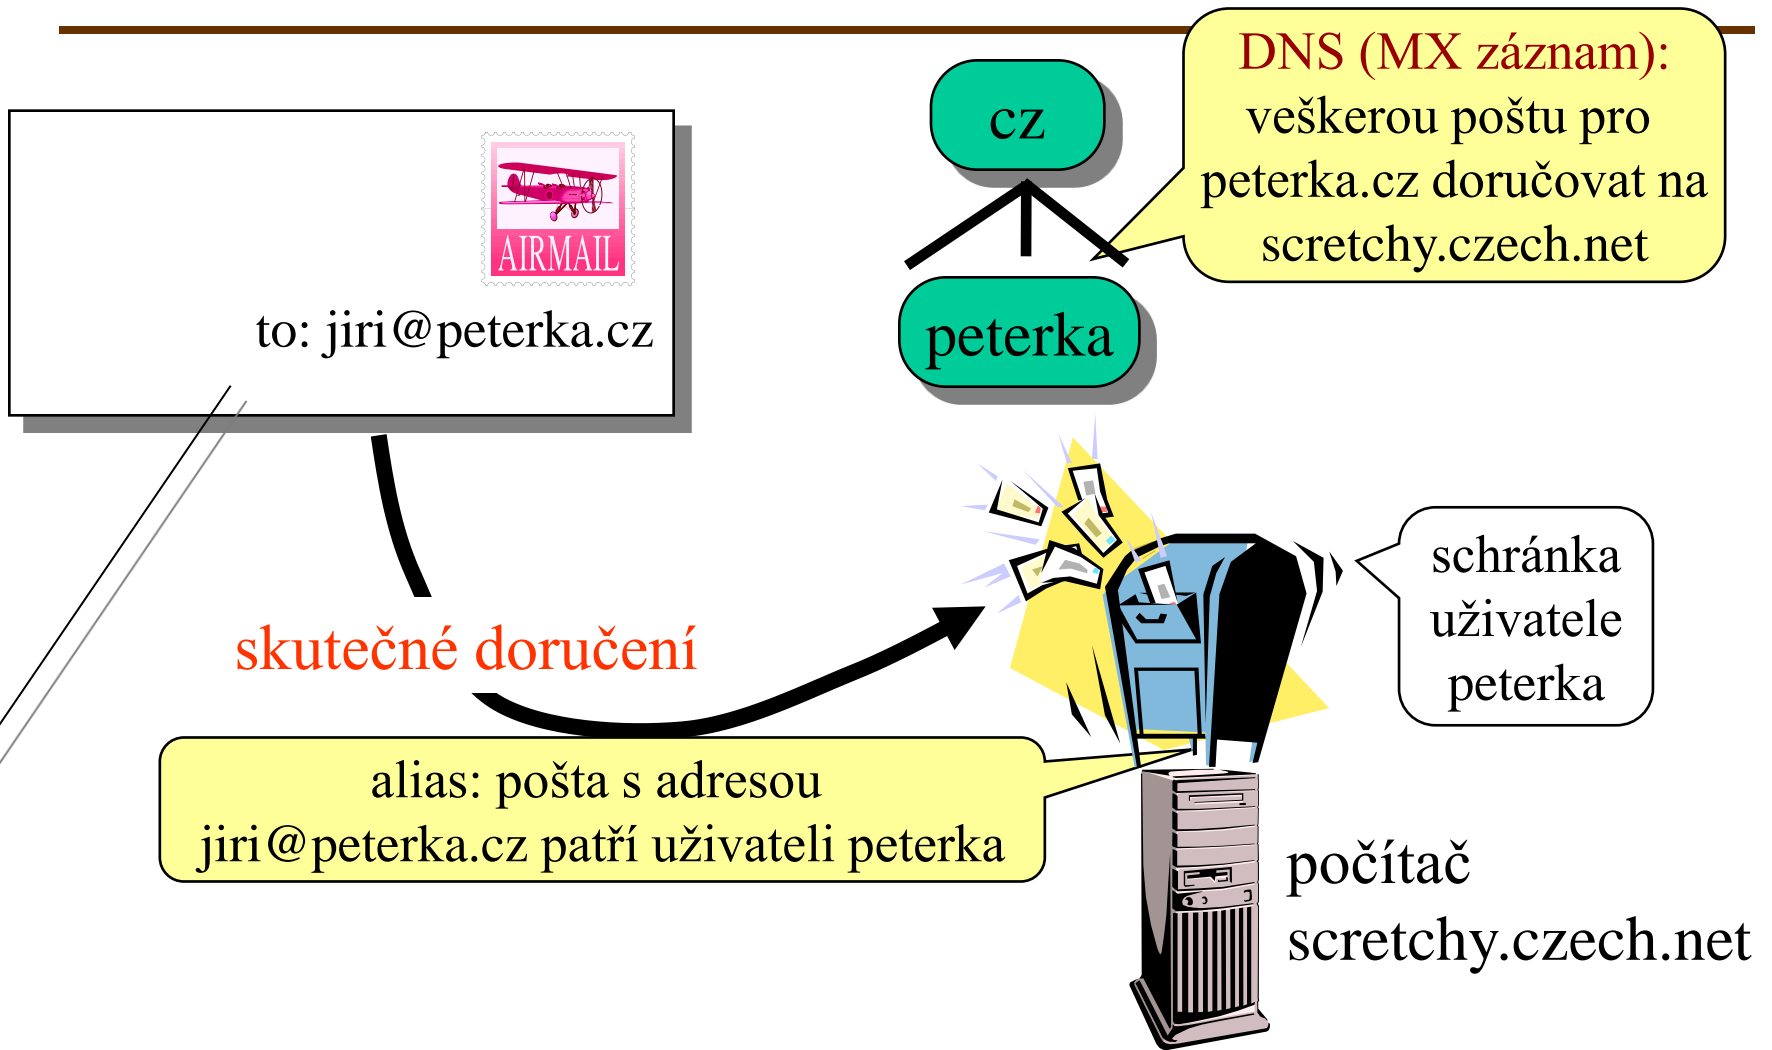 DNS (MX záznam):
veškerou poštu pro
peterka.cz doručovat na
scretchy.czech.net
cz
AIRMAIL
to: jiri@peterka.cz
peterka
schránka
uživatele
peterka
skutečné doručení
alias: pošta s adresou
jiri@peterka.cz patří uživateli peterka
počítač
scretchy.czech.net